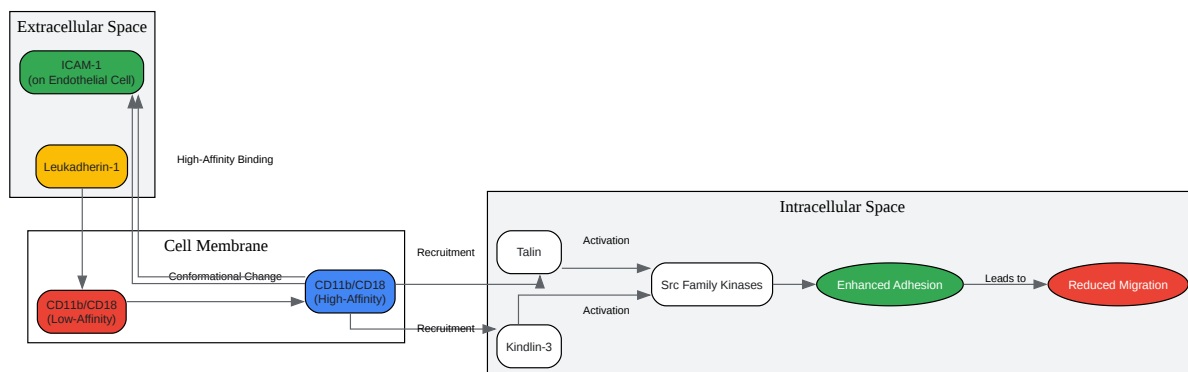 Extracellular Space
ICAM-1
(on Endothelial Cell)
Leukadherin-1
High-Affinity Binding
Cell Membrane
Conformational Change
CD11b/CD18
(Low-Affinity)
CD11b/CD18
(High-Affinity)
Recruitment
Recruitment
Intracellular Space
Talin
Kindlin-3
Activation
Activation
Src Family Kinases
Enhanced Adhesion
Leads to
Reduced Migration